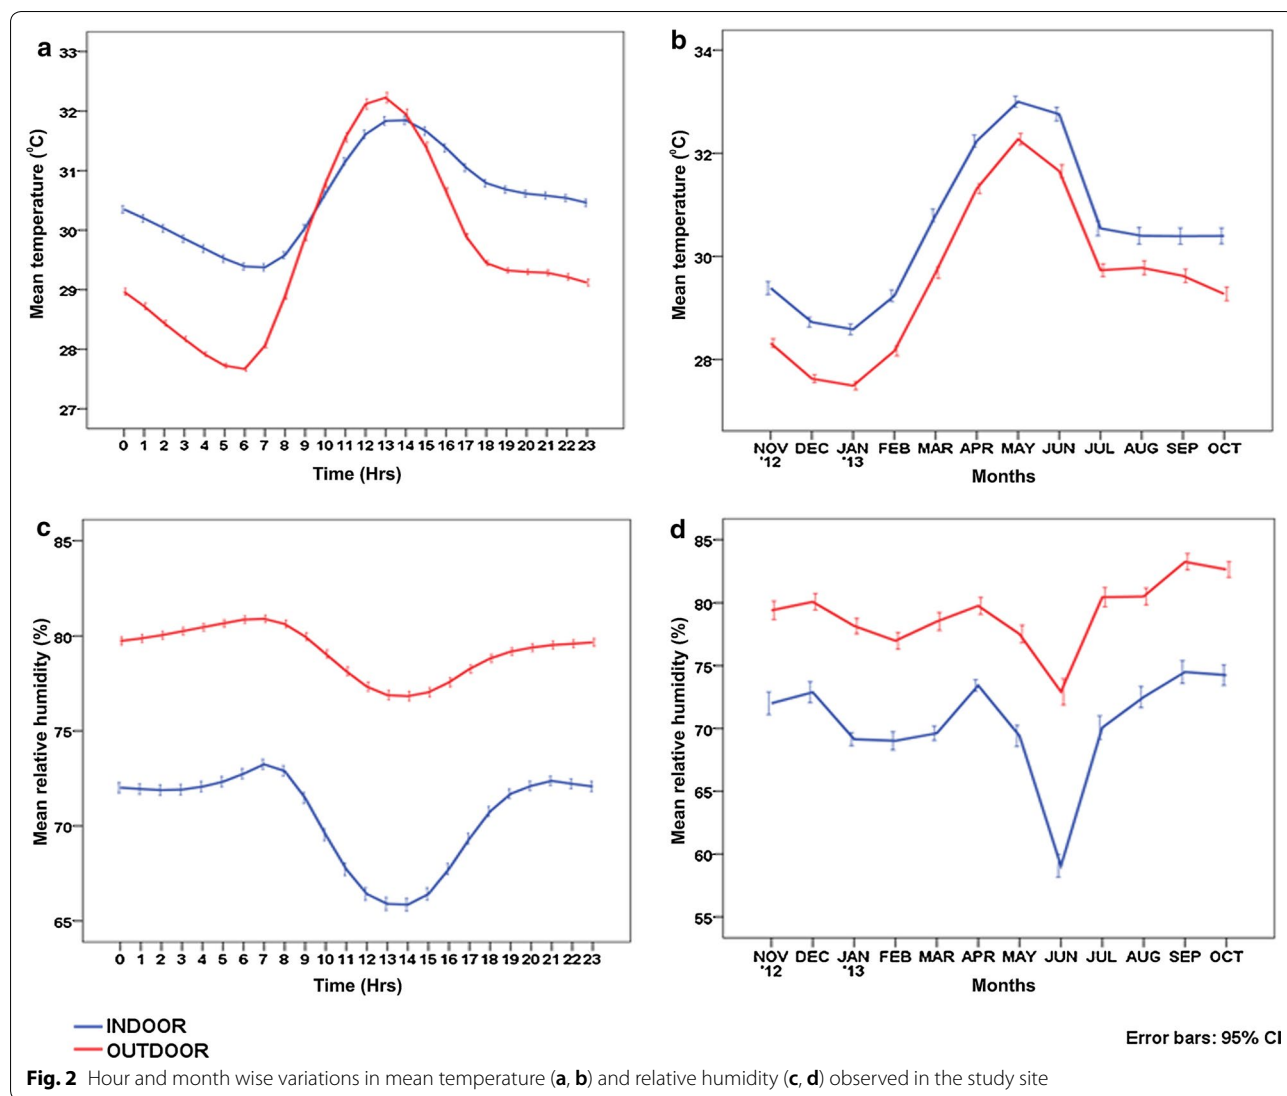 a
33
32
31
30
29
28
27
Mean temperature (⁰C)
0 1 2 3 4 5 6 7 8 9 10 11 12 13 14 15 16 17 18 19 20 21 22 23
Time (Hrs)
b
34
32
30
28
Mean temperature (⁰C)
NOV DEC JAN FEB MAR APR MAY JUN JUL AUG SEP OCT
'12 '13
Months
c
85
80
75
70
65
Mean relative humidity (%)
0 1 2 3 4 5 6 7 8 9 10 11 12 13 14 15 16 17 18 19 20 21 22 23
Time (Hrs)
d
85
80
75
70
65
60
55
Mean relative humidity (%)
NOV DEC JAN FEB MAR APR MAY JUN JUL AUG SEP OCT
'12 '13
Months
INDOOR
OUTDOOR
Error bars: 95% CI
Fig. 2 Hour and month wise variations in mean temperature (a, b) and relative humidity (c, d) observed in the study site